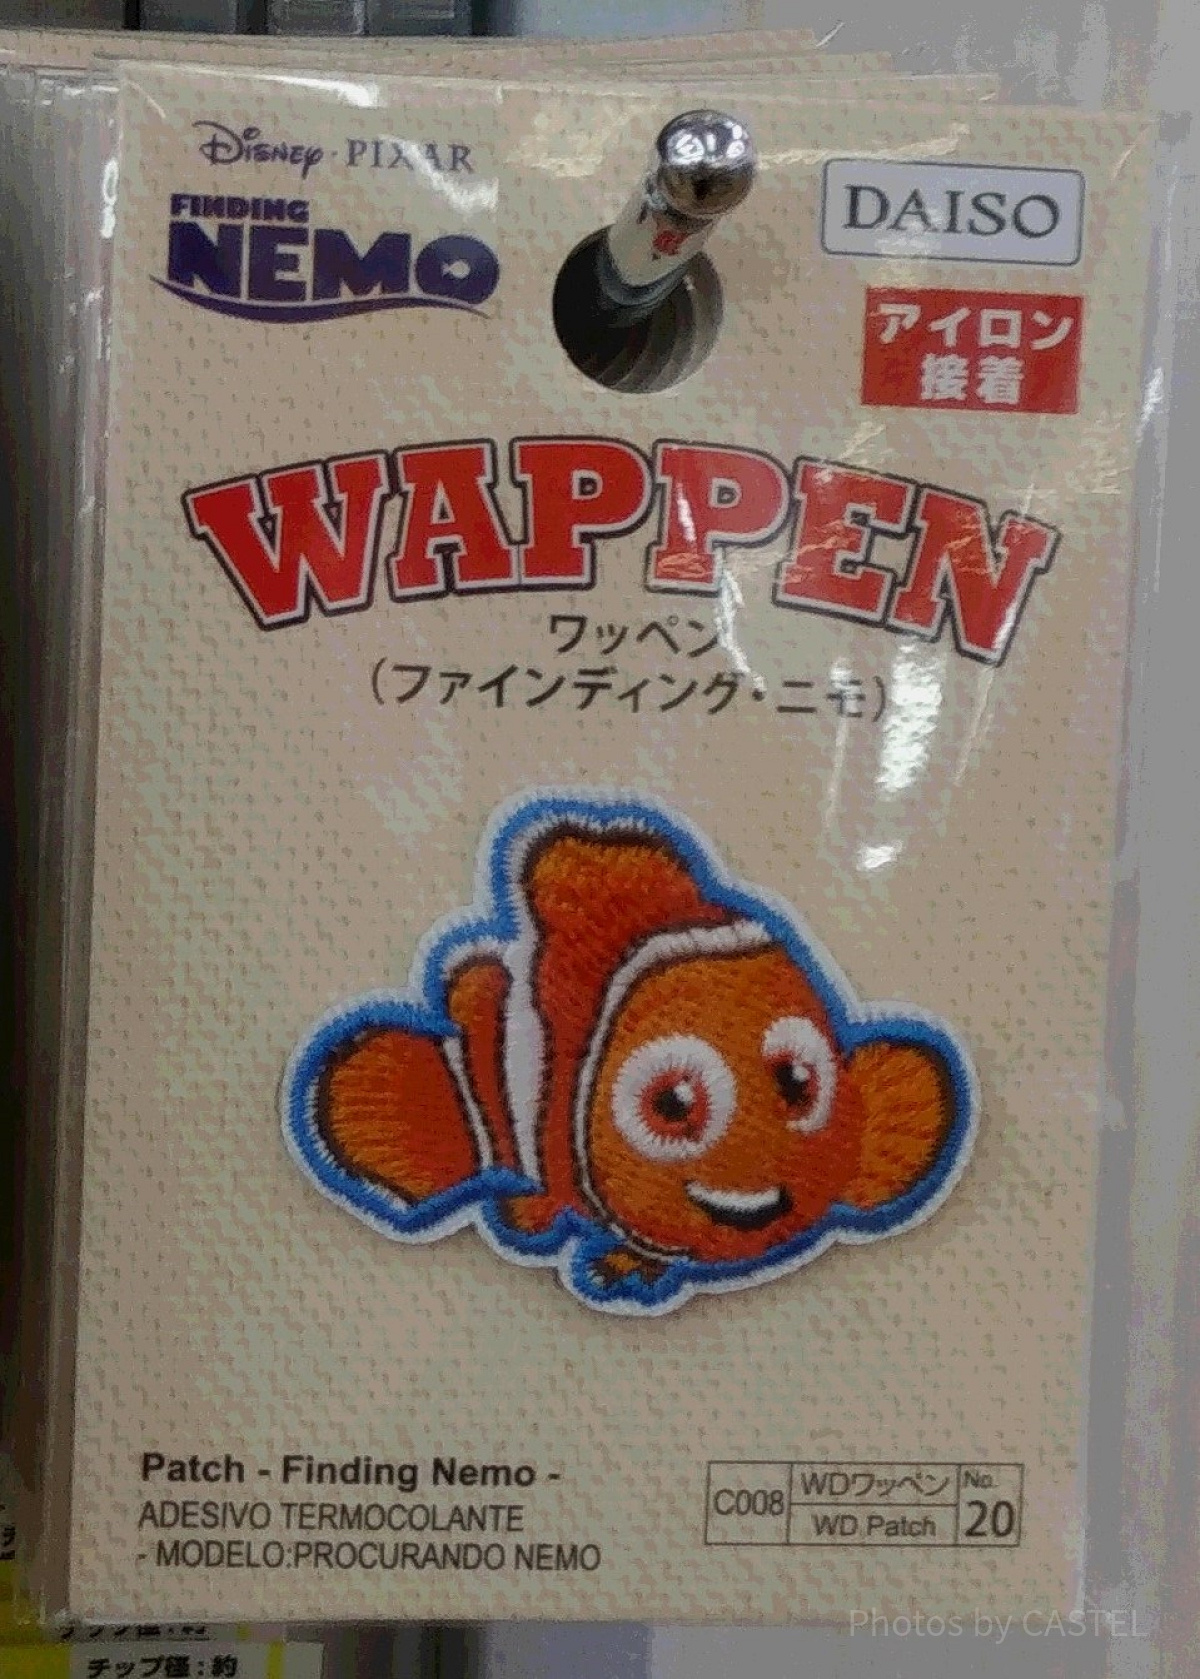 Disney · PIXAR
FINDING
NEMO
DAISO
アイロン
接着
WAPPEN
ワッペン
(ファインディング・ニモ)
Patch - Finding Nemo -
ADESIVO TERMOCOLANTE
- MODELO:PROCURANDO NEMO
C008
WDワッペン
WD Patch
No.
20
Photos by CASTEL
チップ径：約